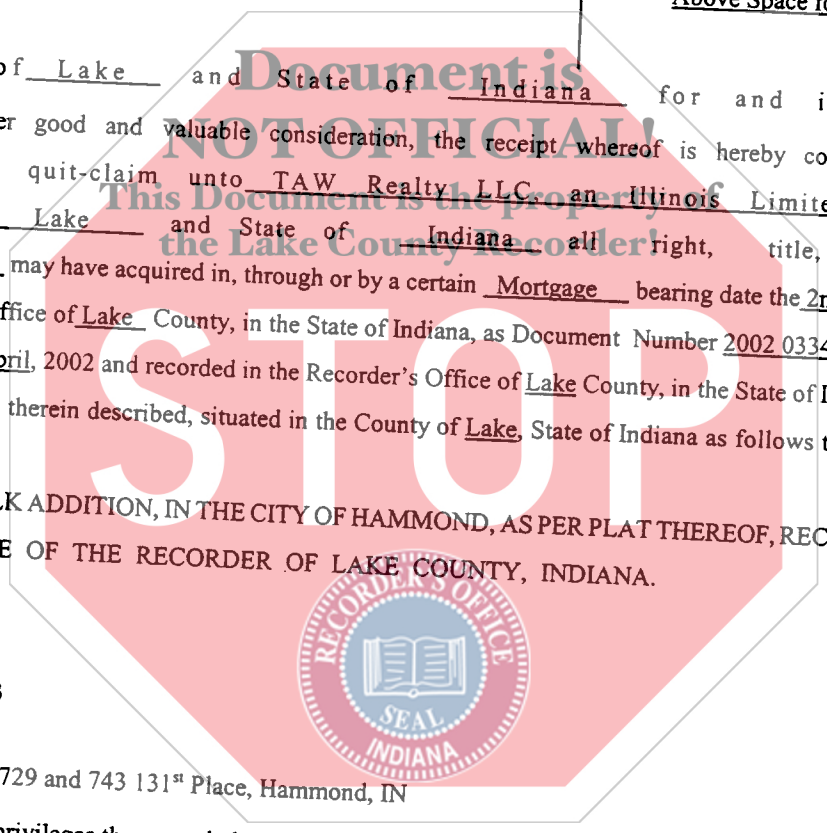 Above Space fo
of Lake and State of Indiana for and i
er good and valuable consideration, the receipt whereof is hereby co
quit-claim unto TAW Realty LLC, an Illinois Limite
Lake and State of Indiana all right, title,
may have acquired in, through or by a certain Mortgage bearing date the 2n
ffice of Lake County, in the State of Indiana, as Document Number 2002 0334
pril, 2002 and recorded in the Recorder's Office of Lake County, in the State of I
therein described, situated in the County of Lake, State of Indiana as follows t
LK ADDITION, IN THE CITY OF HAMMOND, AS PER PLAT THEREOF, REC
E OF THE RECORDER OF LAKE COUNTY, INDIANA.
729 and 743 131st Place, Hammond, IN
Document is
NOT OFFICIAL!
This Document is the property of
the Lake County Recorder!
STOP
RECORDER'S OFFICE
SEAL
INDIANA